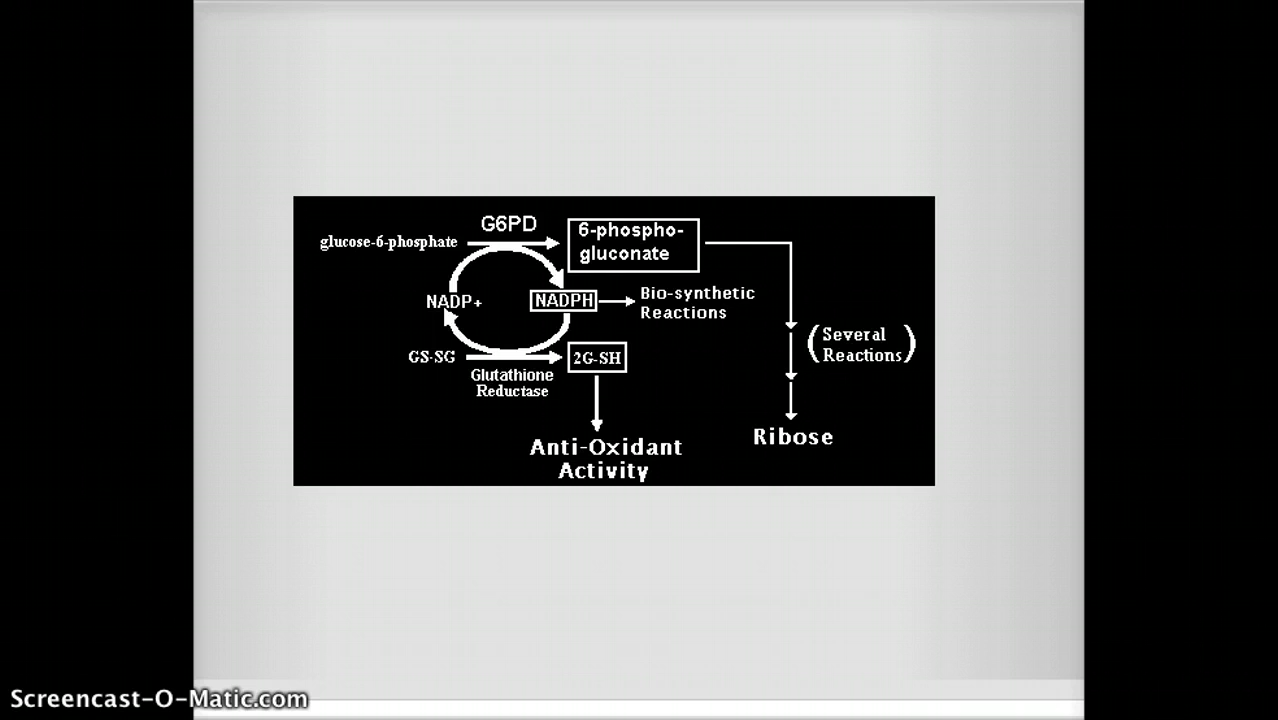 G6PD
glucose-6-phosphate
6-phospho-
gluconate
NADP+
NADPH
Bio-synthetic
Reactions
(Several
Reactions)
GS-SG
2G-SH
Glutathione
Reductase
Anti-Oxidant
Activity
Ribose
Screencast-O-Matic.com